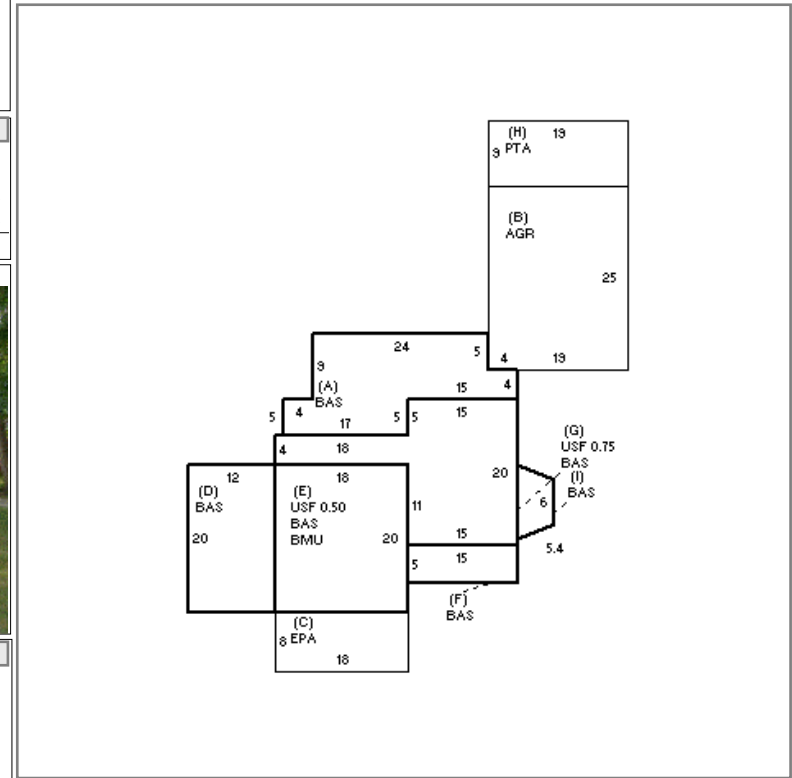 (H) 19
9 PTA
(B)
AGR
25
24 5 4 19
9
(A)
BAS
15 4
5 4 17 5 5 15
4 18
(G)
USF 0.75
BAS
(I)
BAS
12 18 20
(D)
BAS
(E)
USF 0.50
BAS
BMU
11 6
20 20 15
5 15 5.4
(F)
BAS
(C)
8 EPA
18